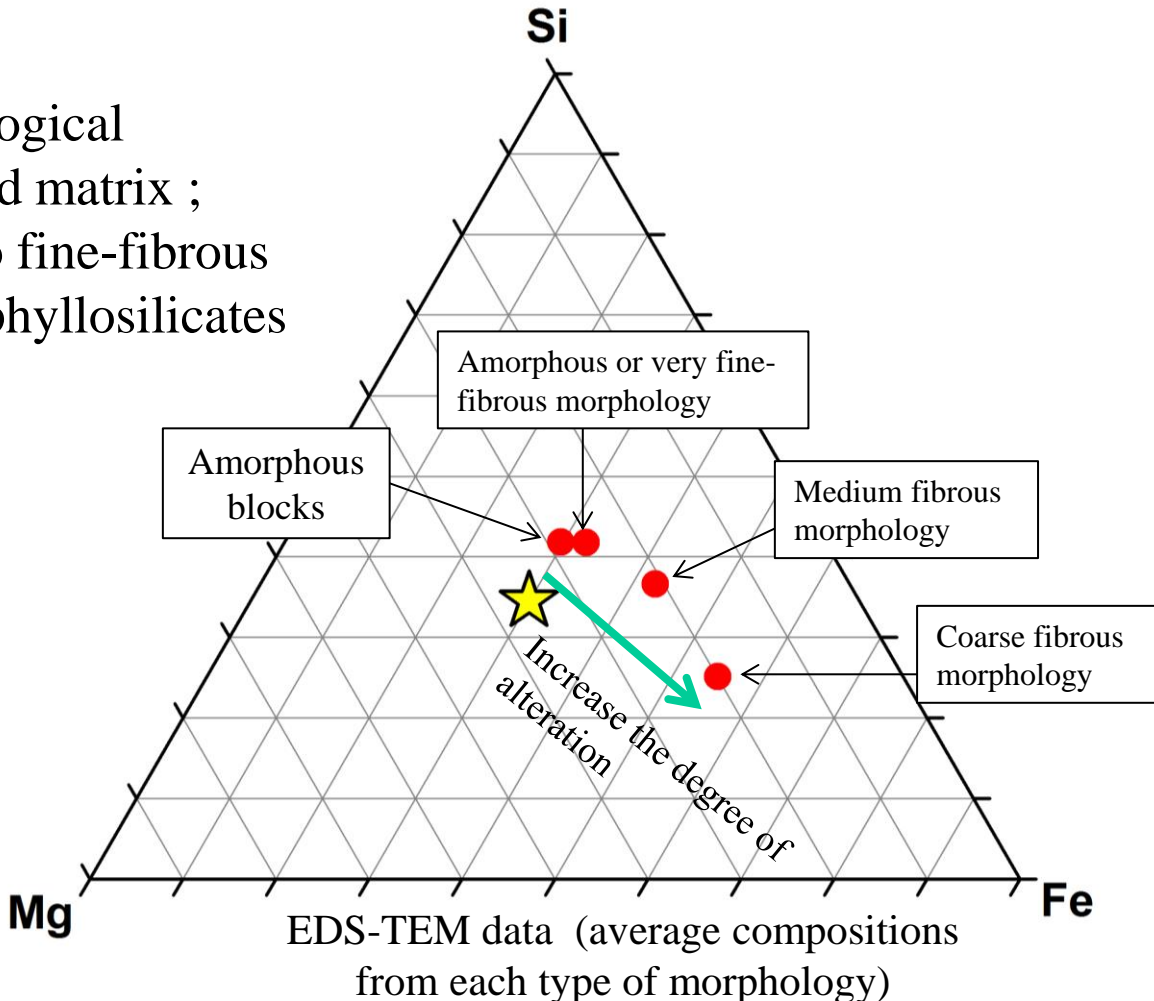 Si
ogical
d matrix ;
fine-fibrous
phyllosilicates
Amorphous or very fine-
fibrous morphology
Amorphous
blocks
Medium fibrous
morphology
Coarse fibrous
morphology
Increase the degree of
alteration
Mg
Fe
EDS-TEM data (average compositions
from each type of morphology)